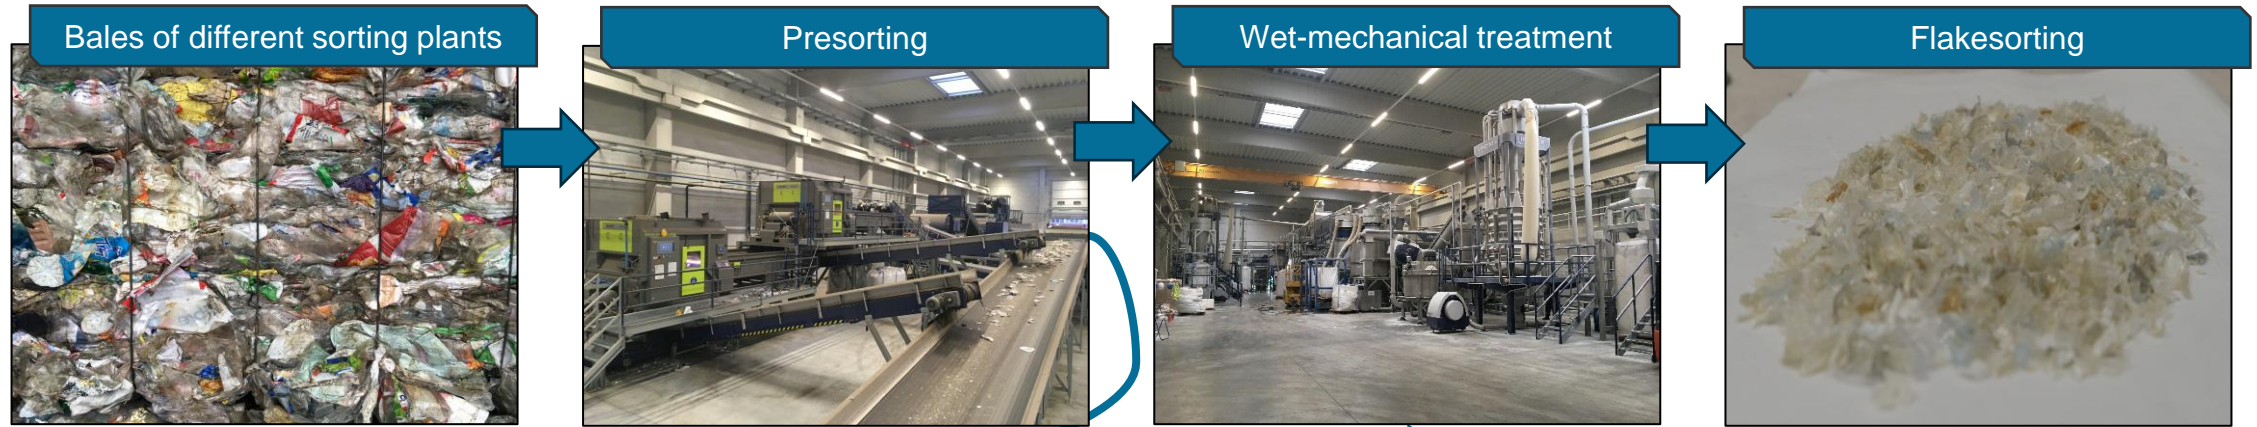 Bales of different sorting plants
Presorting
Wet-mechanical treatment
Flakesorting